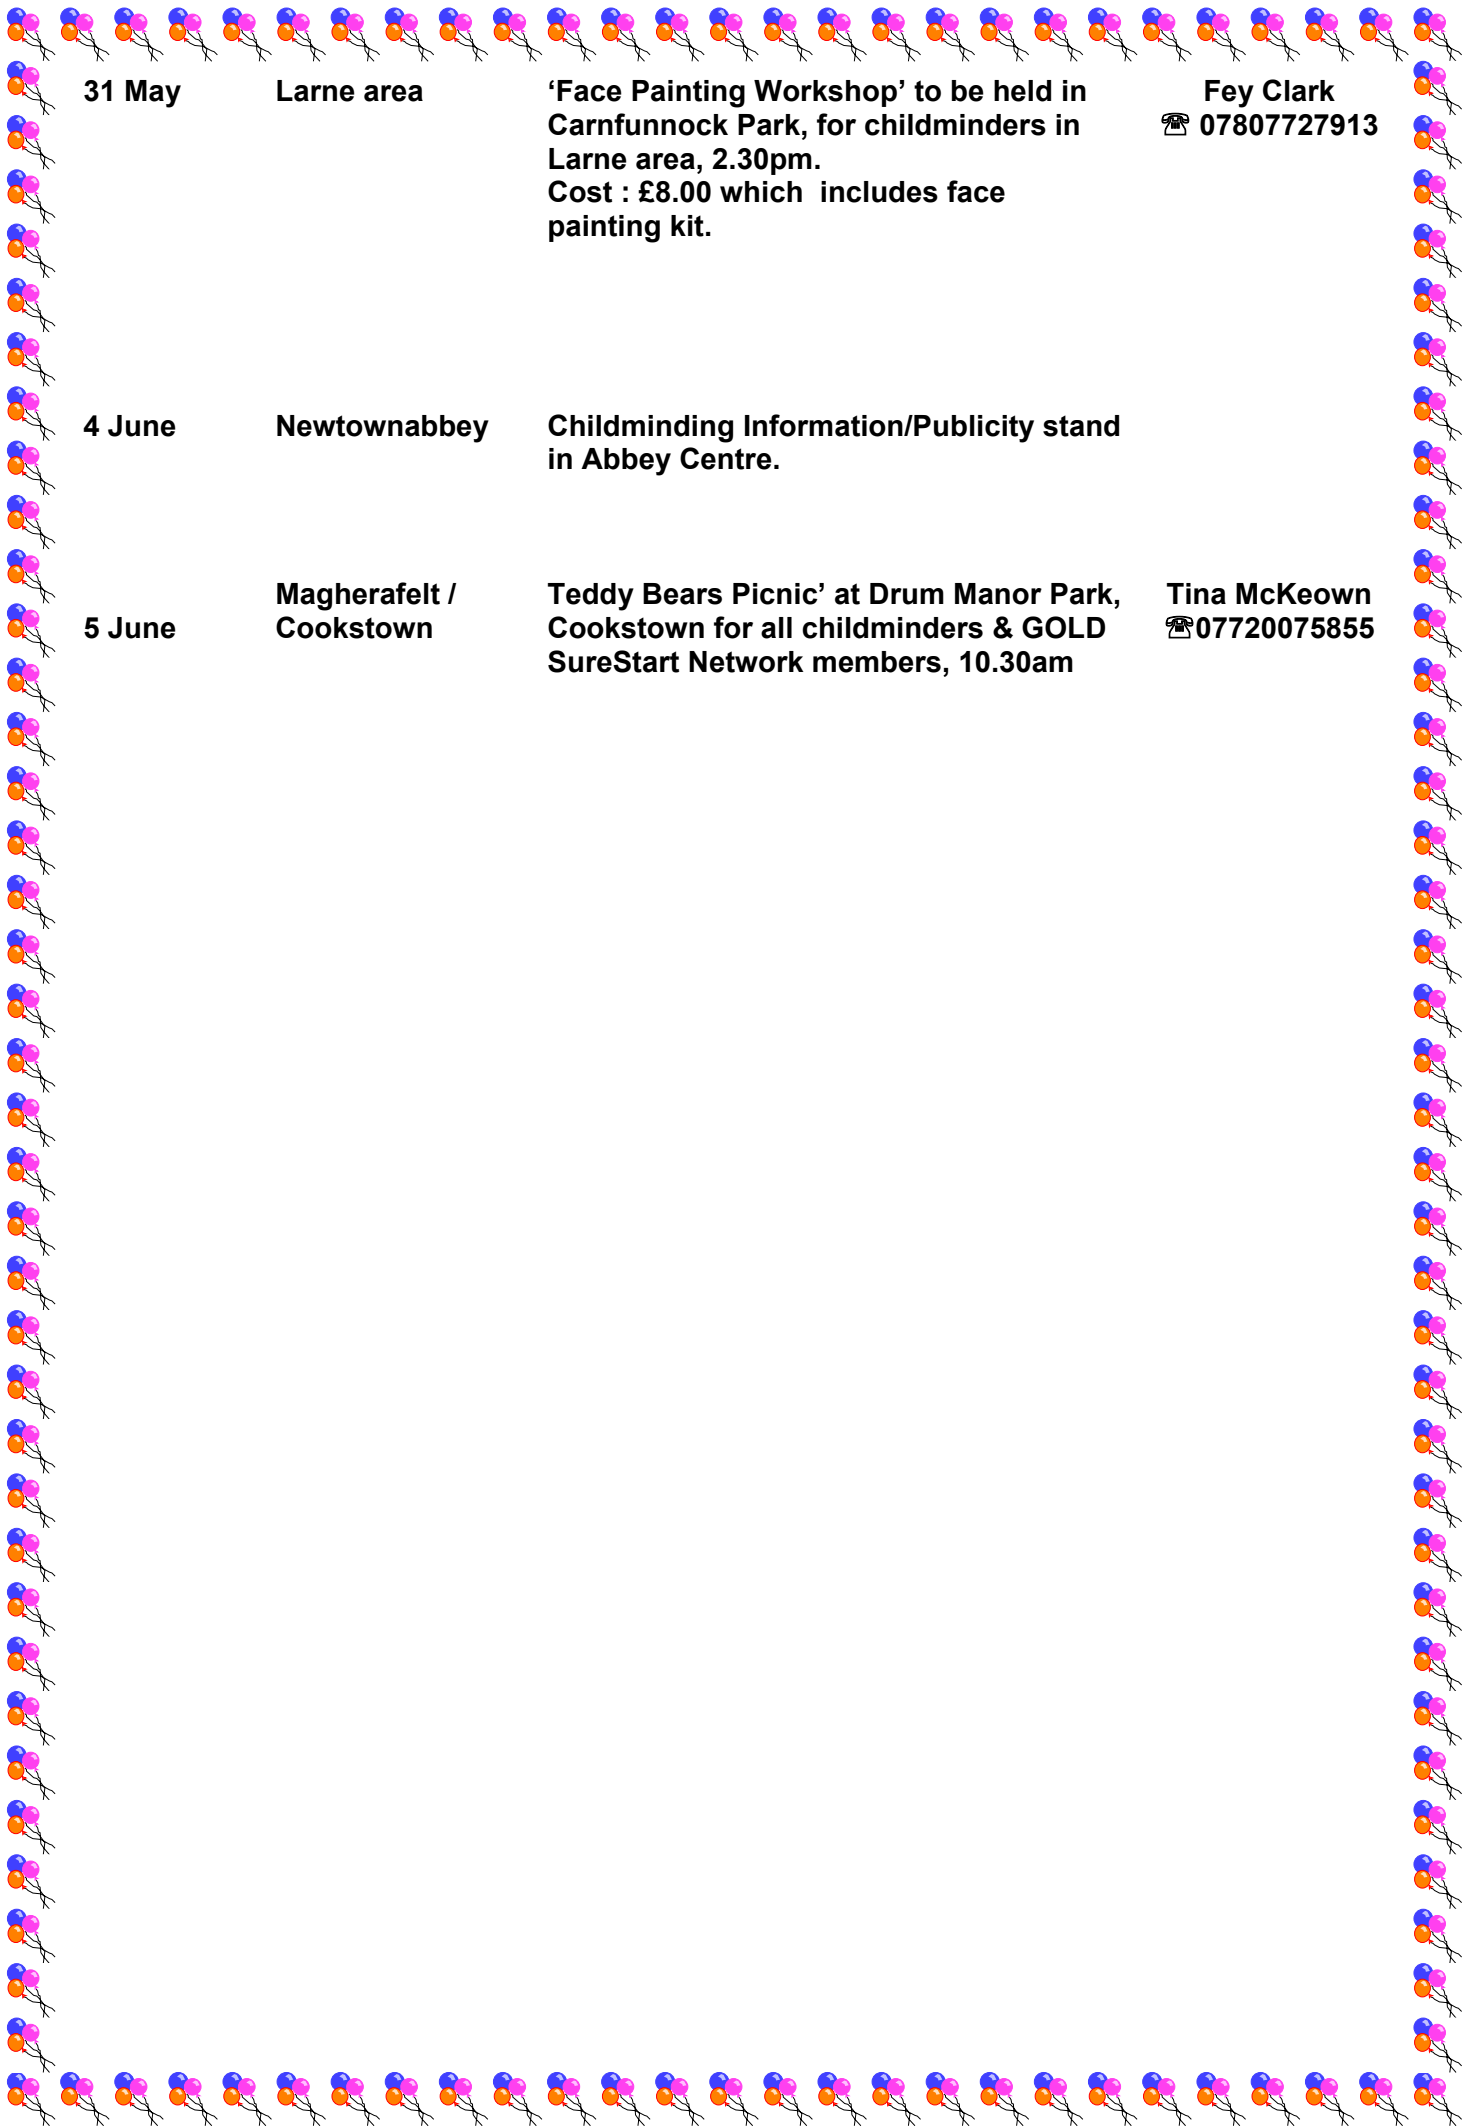 31 May Larne area ‘Face Painting Workshop’ to be held in Fey Clark
Carnfunnock Park, for childminders in ☎ 07807727913
Larne area, 2.30pm.
Cost : £8.00 which includes face
painting kit.
4 June Newtownabbey Childminding Information/Publicity stand
in Abbey Centre.
Magherafelt / Teddy Bears Picnic’ at Drum Manor Park, Tina McKeown
5 June Cookstown Cookstown for all childminders & GOLD ☎07720075855
SureStart Network members, 10.30am